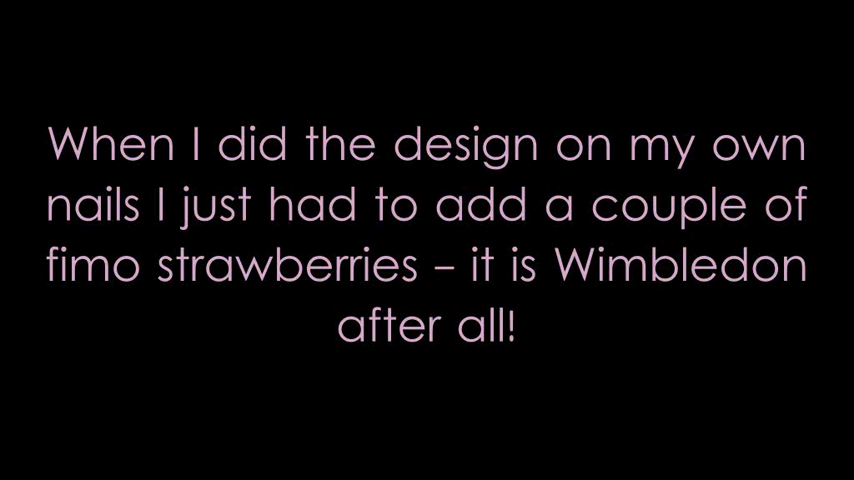 When I did the design on my own
nails I just had to add a couple of
fimo strawberries – it is Wimbledon
after all!